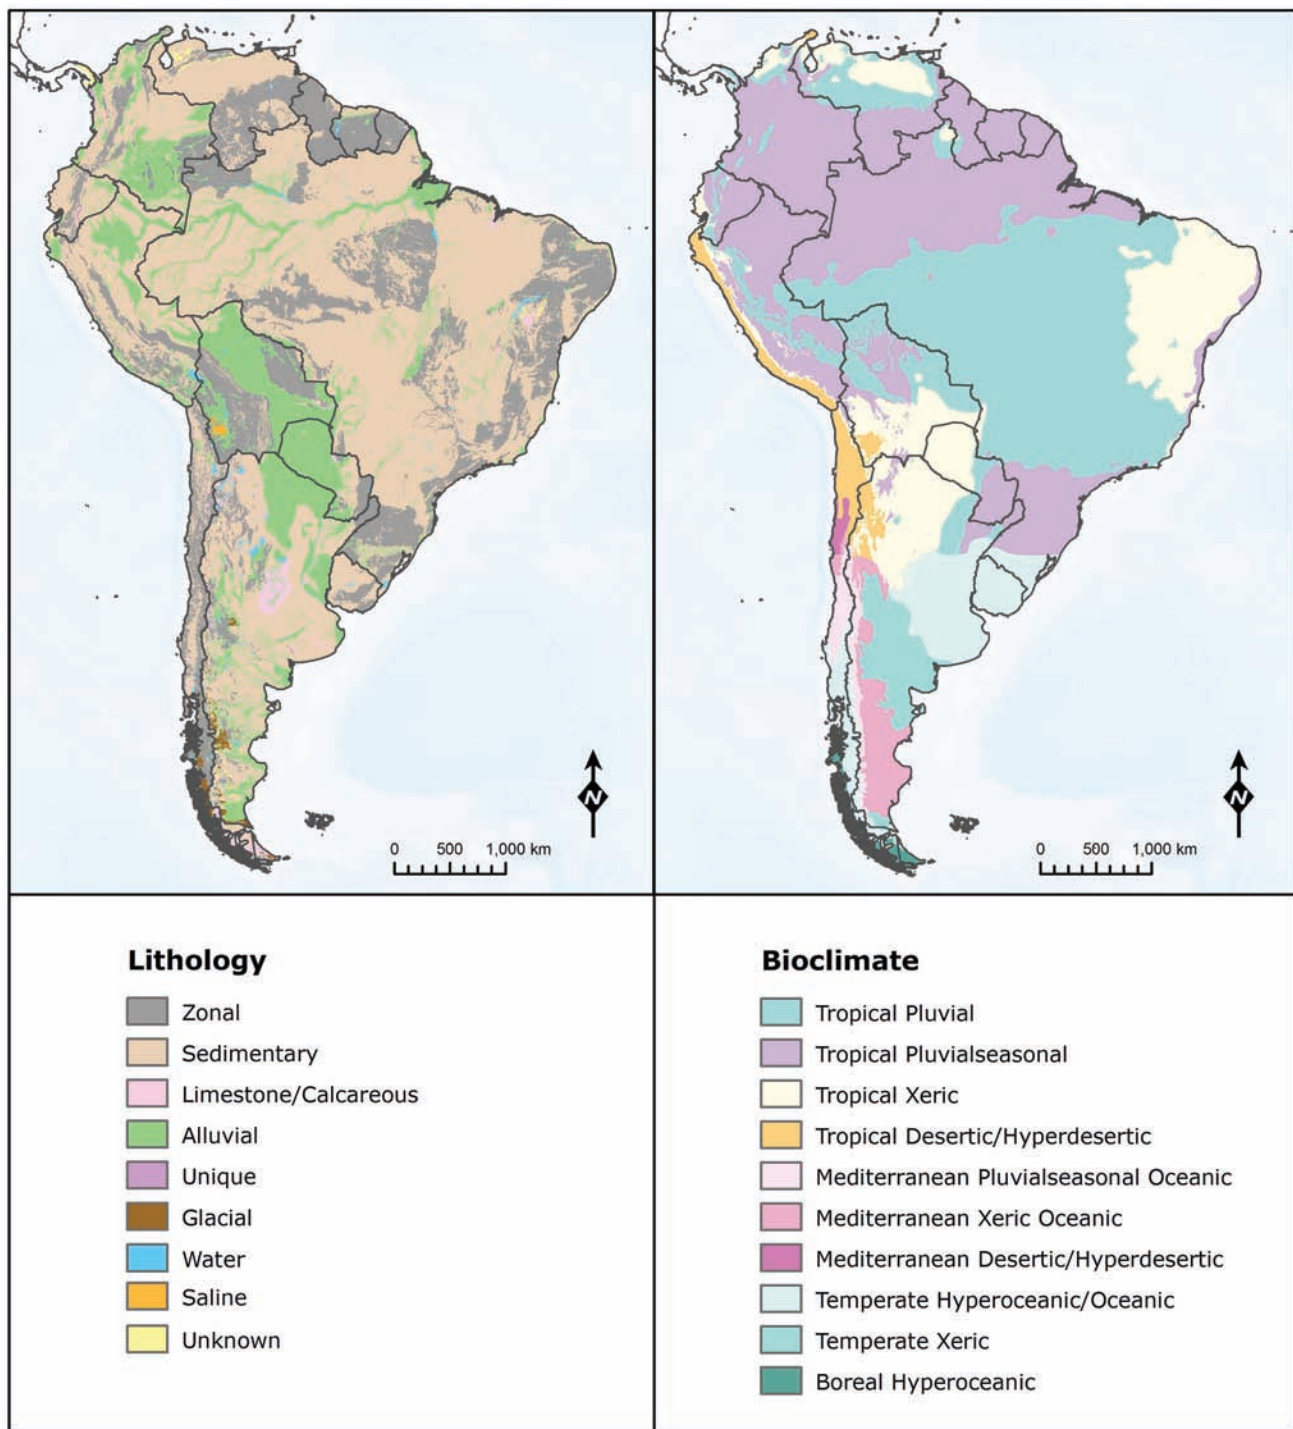 N
0 500 1,000 km
N
0 500 1,000 km
Lithology
Zonal
Sedimentary
Limestone/Calcareous
Alluvial
Unique
Glacial
Water
Saline
Unknown
Bioclimate
Tropical Pluvial
Tropical Pluvialseasonal
Tropical Xeric
Tropical Desertic/Hyperdesertic
Mediterranean Pluvialseasonal Oceanic
Mediterranean Xeric Oceanic
Mediterranean Desertic/Hyperdesertic
Temperate Hyperoceanic/Oceanic
Temperate Xeric
Boreal Hyperoceanic